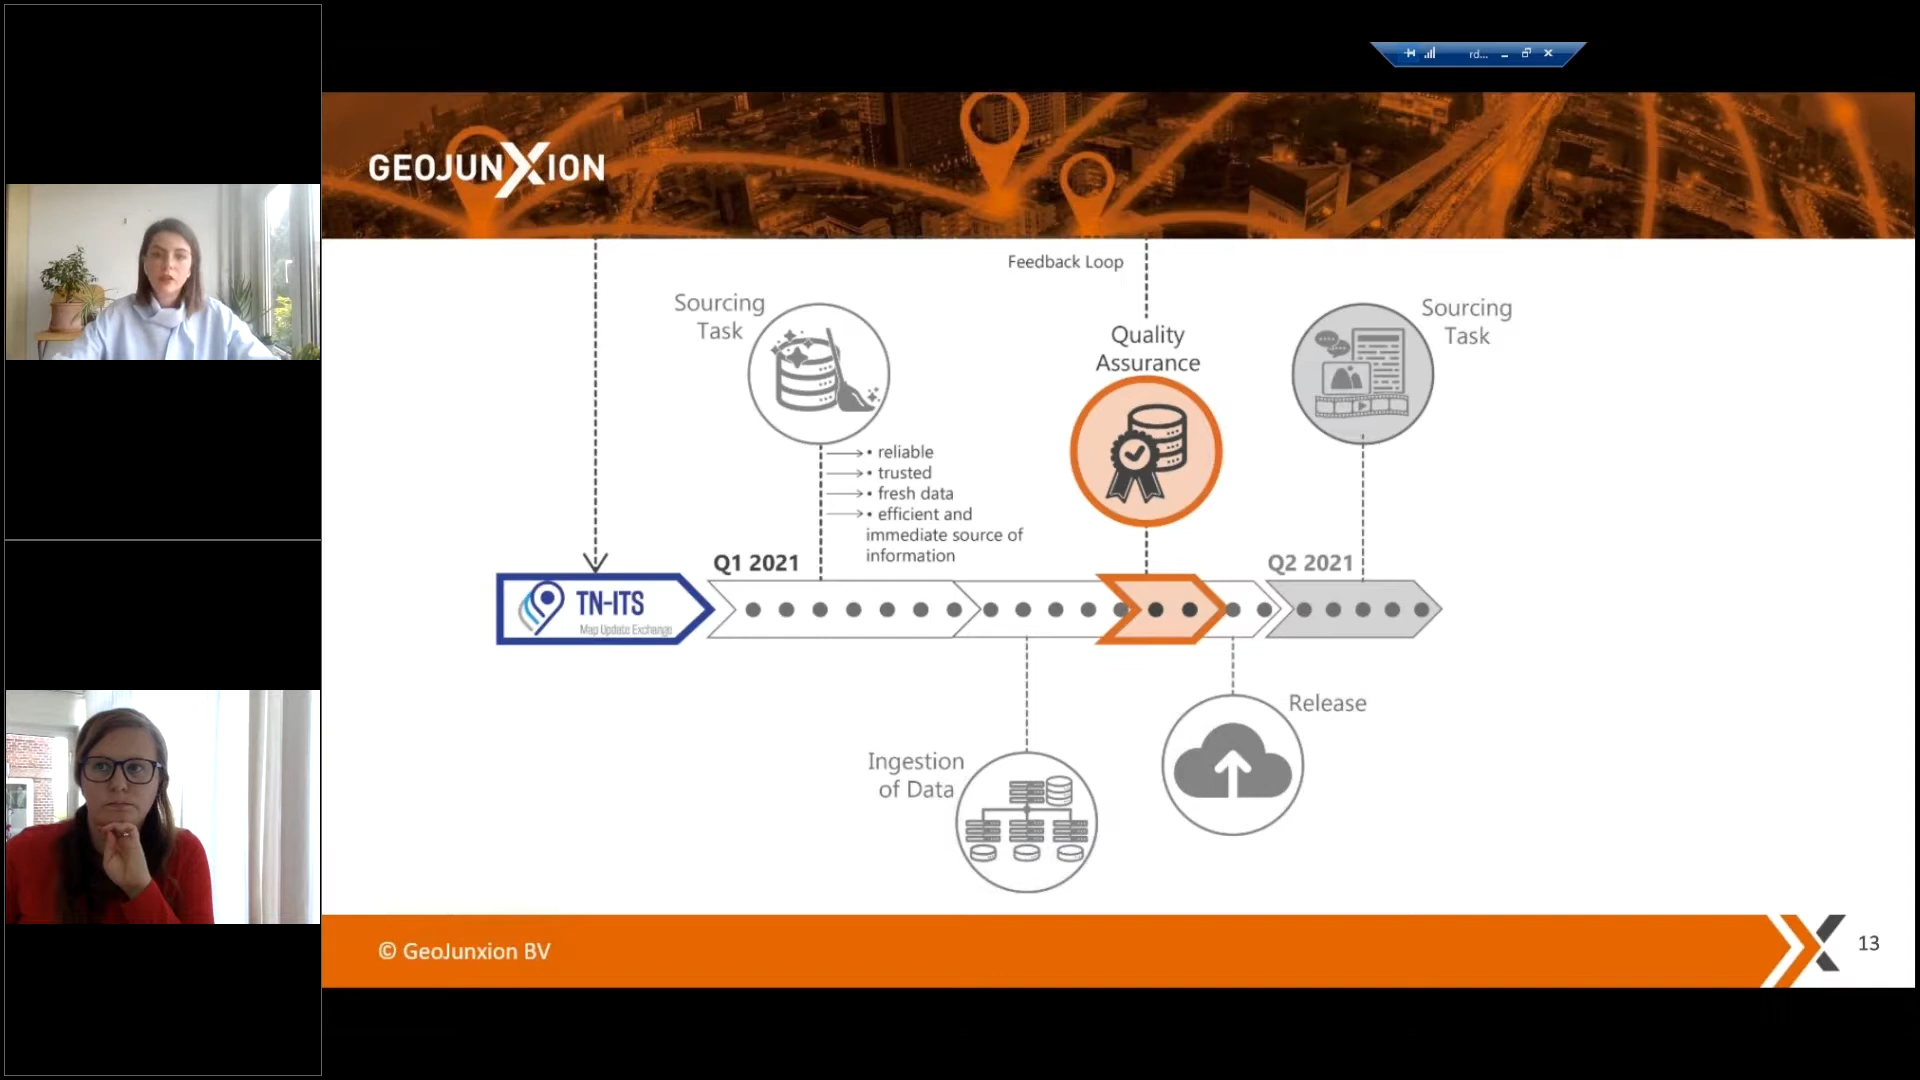 rd...
GEOJUNXION
Feedback Loop
Sourcing
Task
Quality
Assurance
Sourcing
Task
• reliable
• trusted
• fresh data
• efficient and
immediate source of
information
Q1 2021
Q2 2021
TN-ITS
Map Update Exchange
Release
Ingestion
of Data
© GeoJunxion BV
13